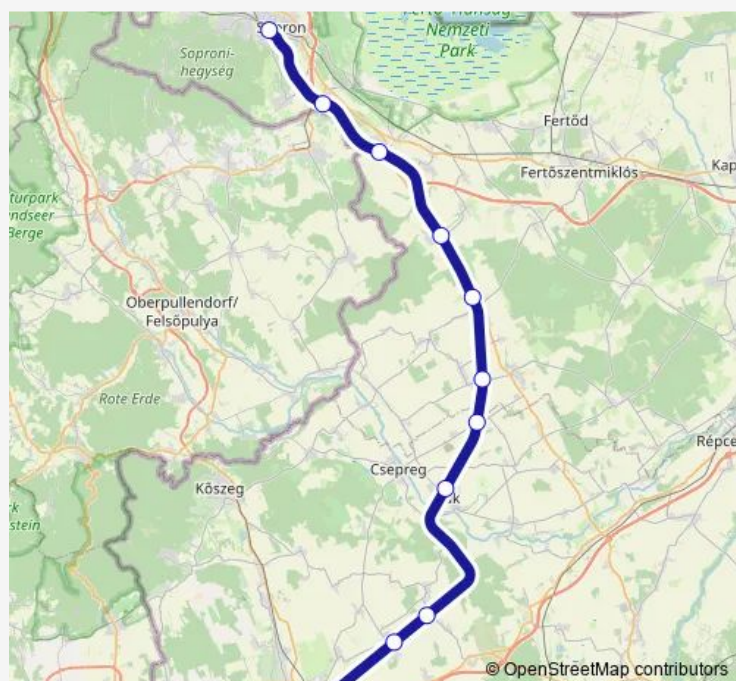 Fertő-Hanság
Nemzeti
Park
Soproni-
hegység
Fertőd
Fertőszentmiklós
Kap
turpark
ndseer
Berge
Oberpullendorf/
Felsőpulya
Rote Erde
Répce
Csepreg
Kőszeg
k
stein
© OpenStreetMap contributors